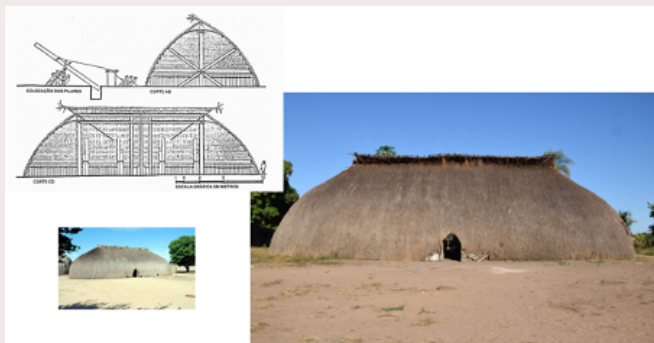 COLOCAÇÃO DOS PILARES
CORTE AB
CORTE CD
ESCALA GRÁFICA EM METROS